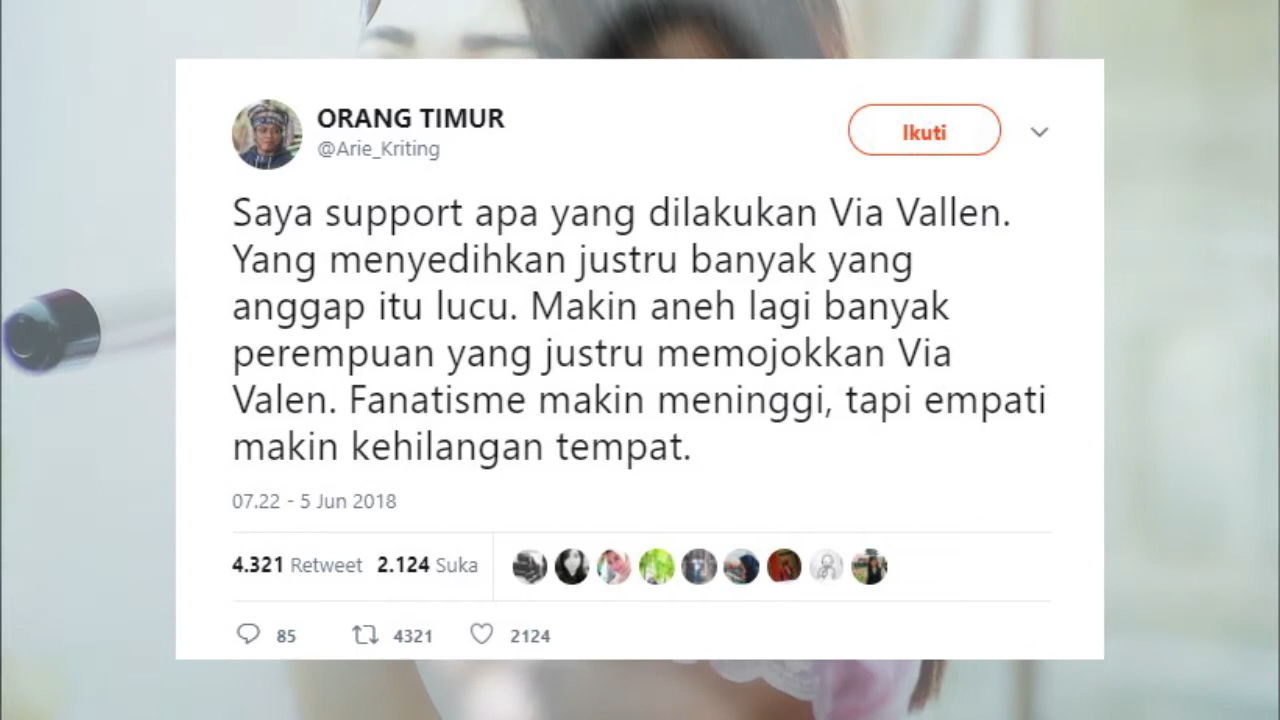 ORANG TIMUR
@Arie_Kriting
Ikuti
Saya support apa yang dilakukan Via Vallen.
Yang menyedihkan justru banyak yang
anggap itu lucu. Makin aneh lagi banyak
perempuan yang justru memojokkan Via
Valen. Fanatisme makin meninggi, tapi empati
makin kehilangan tempat.
07.22 - 5 Jun 2018
4.321 Retweet 2.124 Suka
85 4321 2124